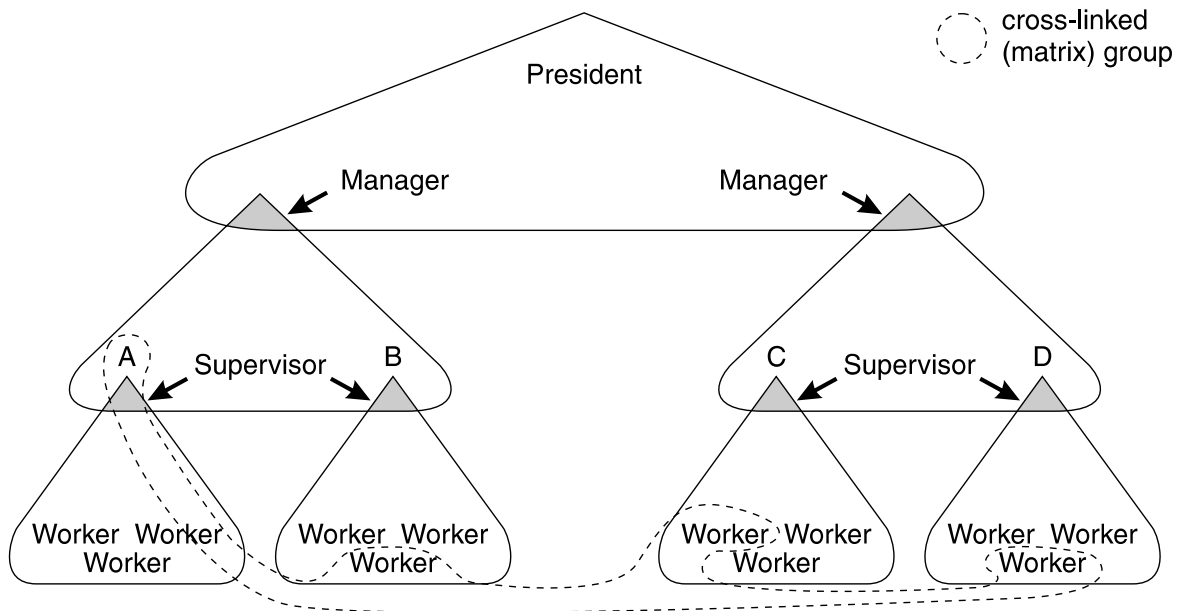 cross-linked
(matrix) group
President
Manager Manager
A Supervisor B C Supervisor D
Worker Worker Worker Worker Worker Worker Worker Worker
Worker Worker Worker Worker